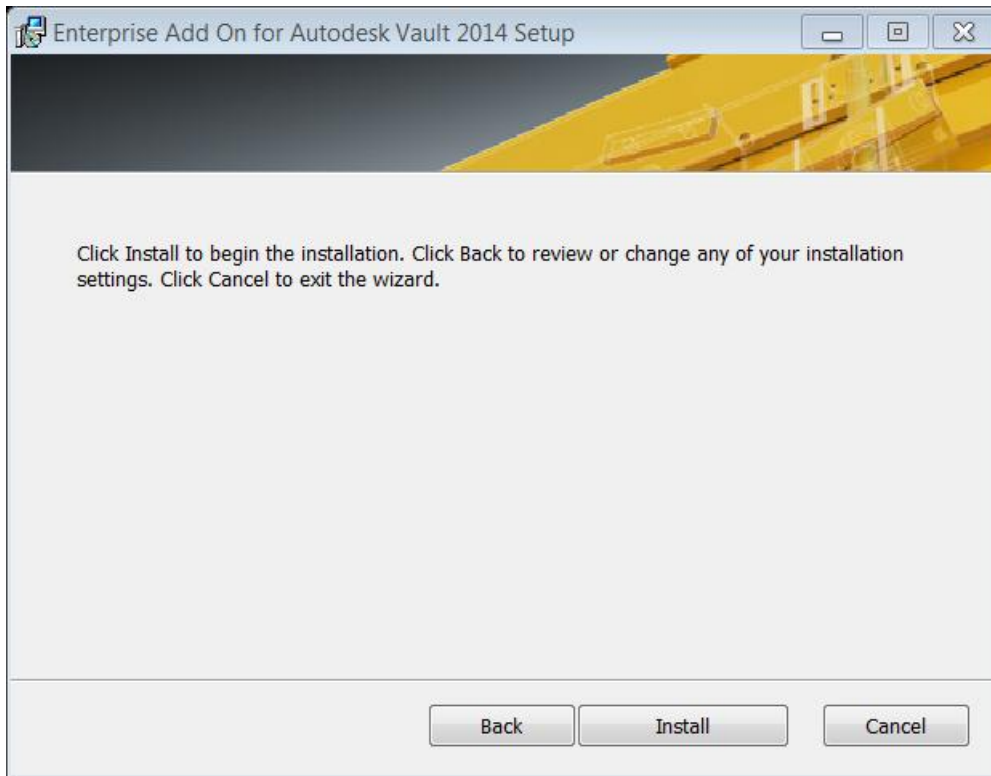 Enterprise Add On for Autodesk Vault 2014 Setup
Click Install to begin the installation. Click Back to review or change any of your installation
settings. Click Cancel to exit the wizard.
Back Install Cancel